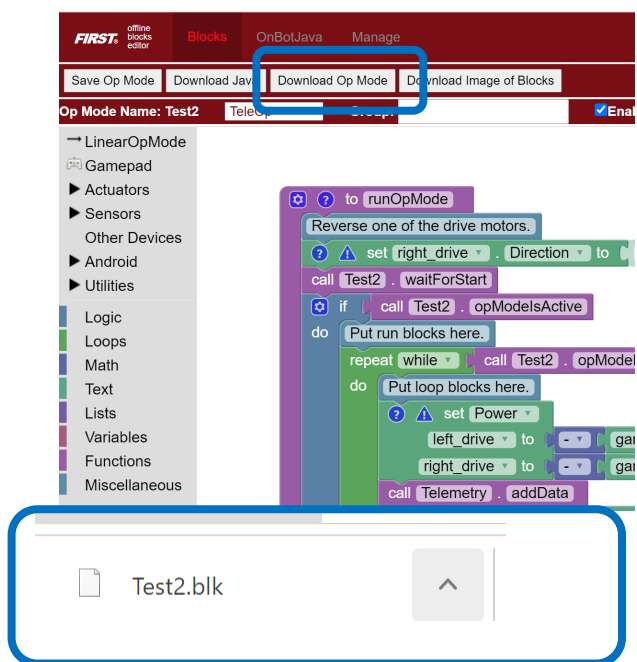 FIRST. offline blocks editor Blocks OnBotJava Manage
Save Op Mode Download Java Download Op Mode Download Image of Blocks
Op Mode Name: Test2 TeleOp Group:
LinearOpMode
Gamepad
Actuators
Sensors
Other Devices
Android
Utilities
Logic
Loops
Math
Text
Lists
Variables
Functions
Miscellaneous
to runOpMode
Reverse one of the drive motors.
set right_drive . Direction to
call Test2 . waitForStart
if call Test2 . opModeIsActive
do Put run blocks here.
repeat while call Test2 .
do Put loop blocks here.
set Power
left_drive to -
right_drive to -
call Telemetry . addData
Test2.blk